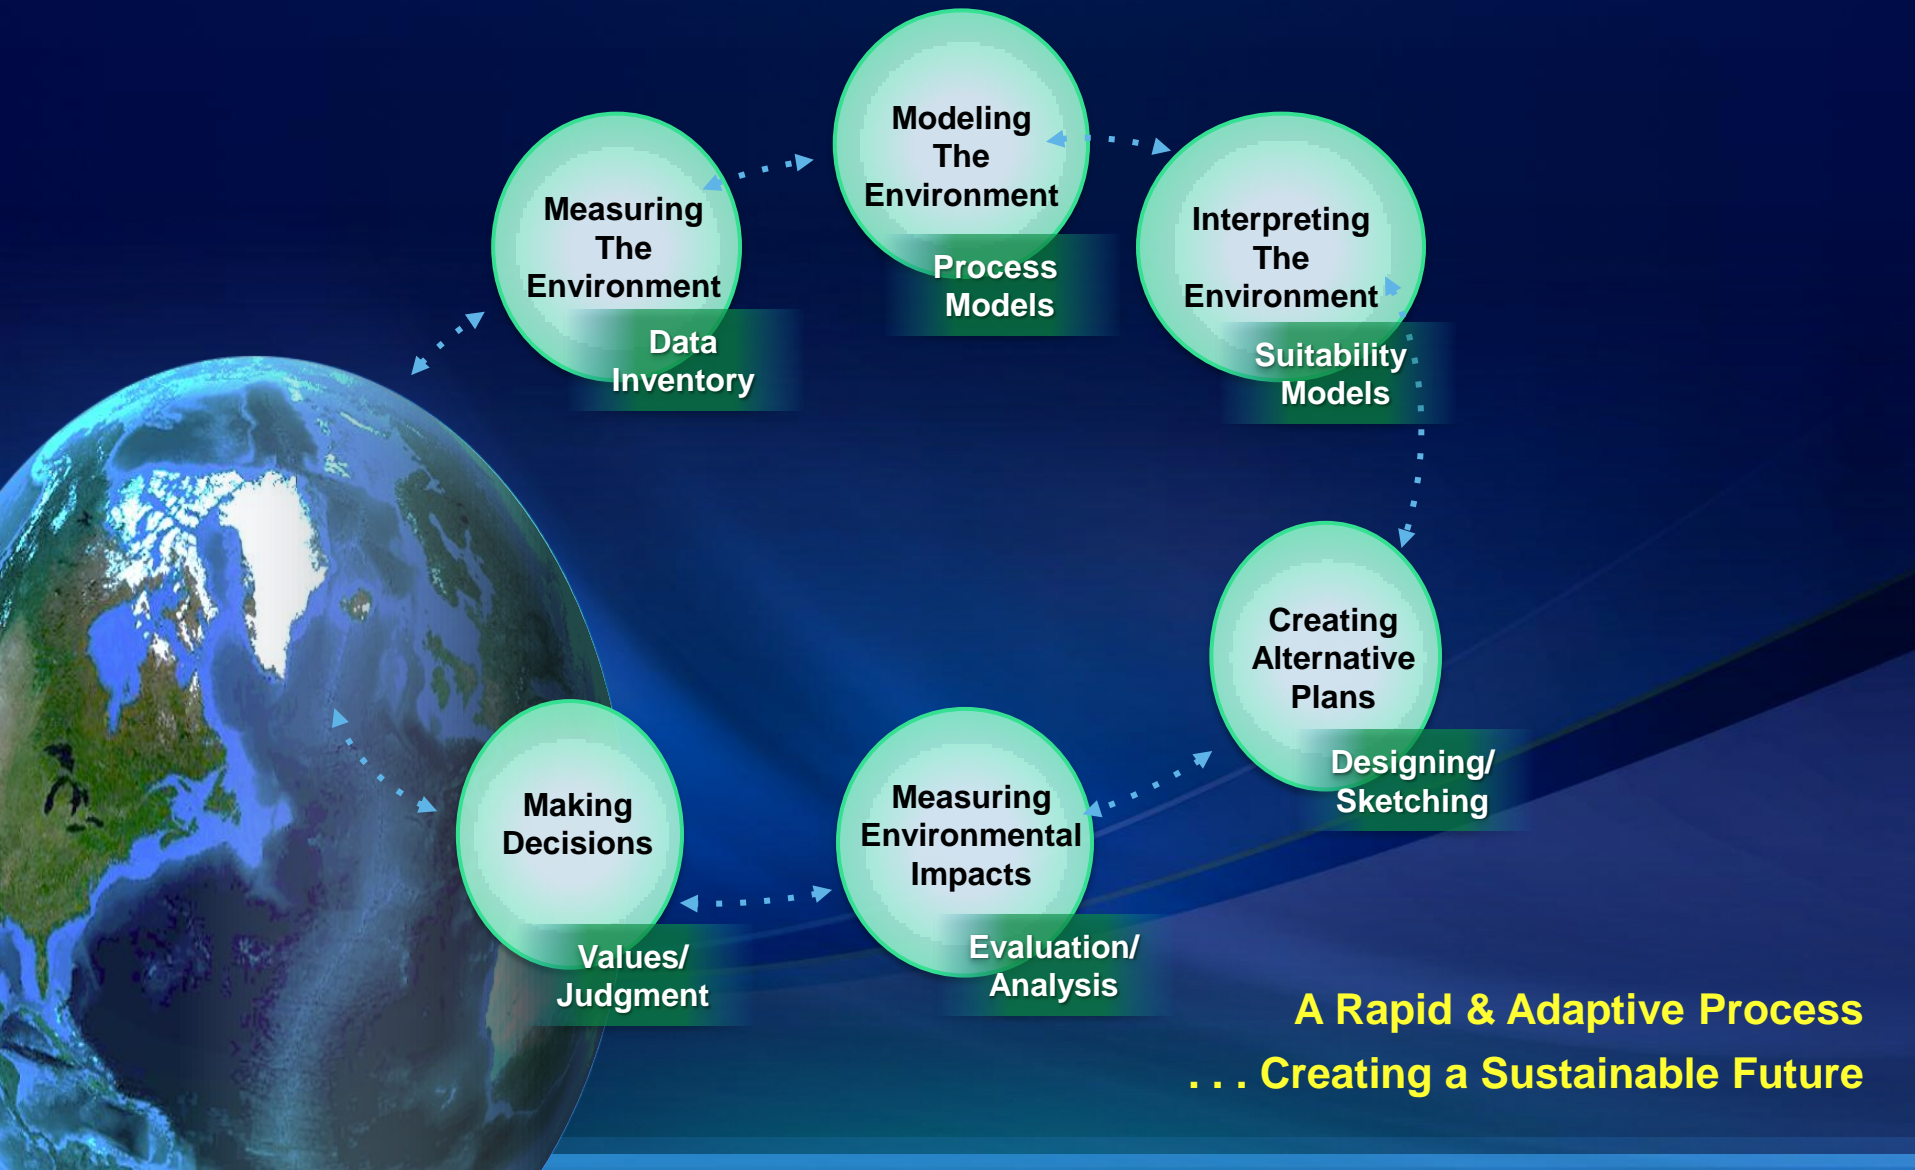 Modeling
The
Environment
Process
Models
Measuring
The
Environment
Data
Inventory
Interpreting
The
Environment
Suitability
Models
Creating
Alternative
Plans
Designing/
Sketching
Measuring
Environmental
Impacts
Evaluation/
Analysis
Making
Decisions
Values/
Judgment
A Rapid & Adaptive Process
. . . Creating a Sustainable Future